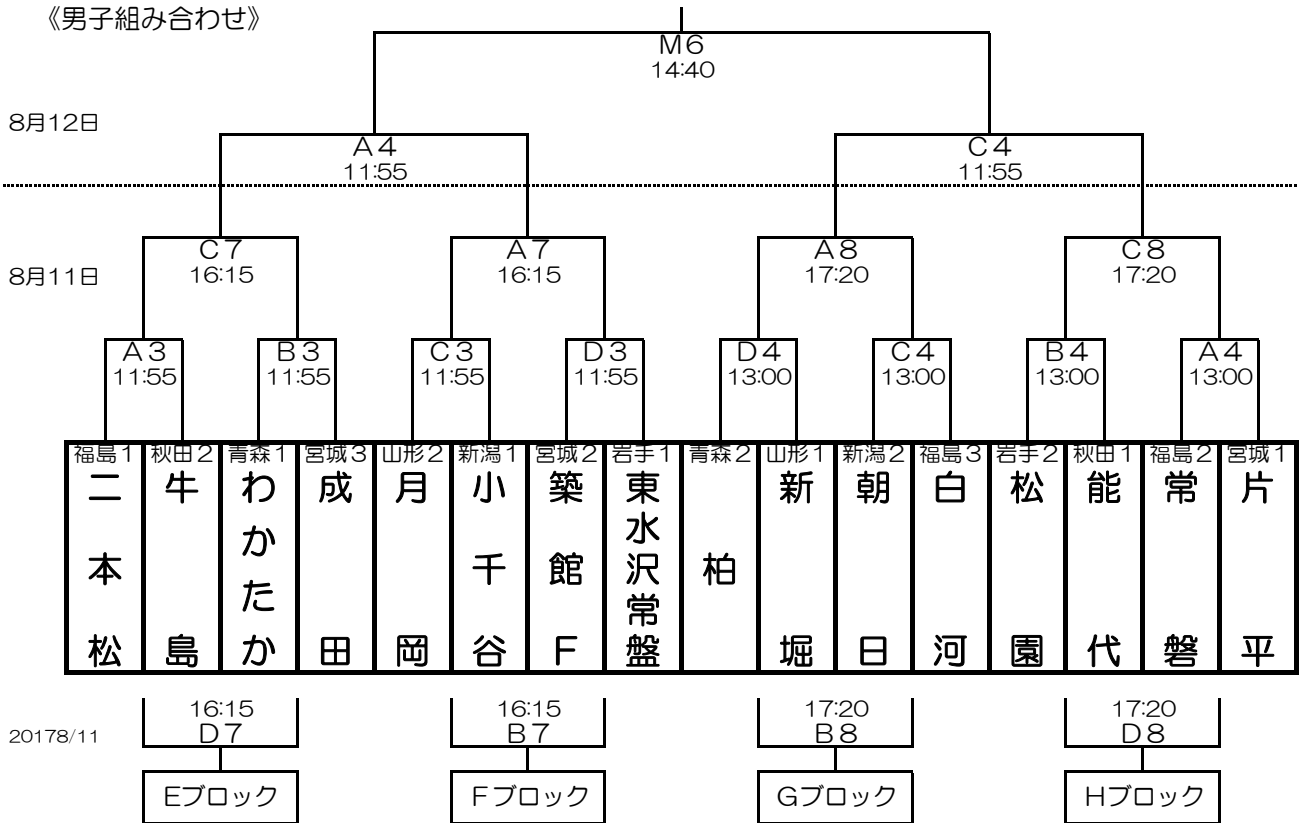 《男子組み合わせ》
M6
14:40
8月12日
A4
11:55
C4
11:55
C7
16:15
A7
16:15
A8
17:20
C8
17:20
8月11日
A3
11:55
B3
11:55
C3
11:55
D3
11:55
D4
13:00
C4
13:00
B4
13:00
A4
13:00
福島1
二本松
秋田2
牛島
青森1
わかたか
宮城3
成田
山形2
月岡
新潟1
小千谷
宮城2
築館F
岩手1
東水沢常盤
青森2
柏
山形1
新堀
新潟2
朝日
福島3
白河
岩手2
松園
秋田1
能代
福島2
常磐
宮城1
片平
16:15
D7
16:15
B7
17:20
B8
17:20
D8
20178/11
Eブロック
Fブロック
Gブロック
Hブロック